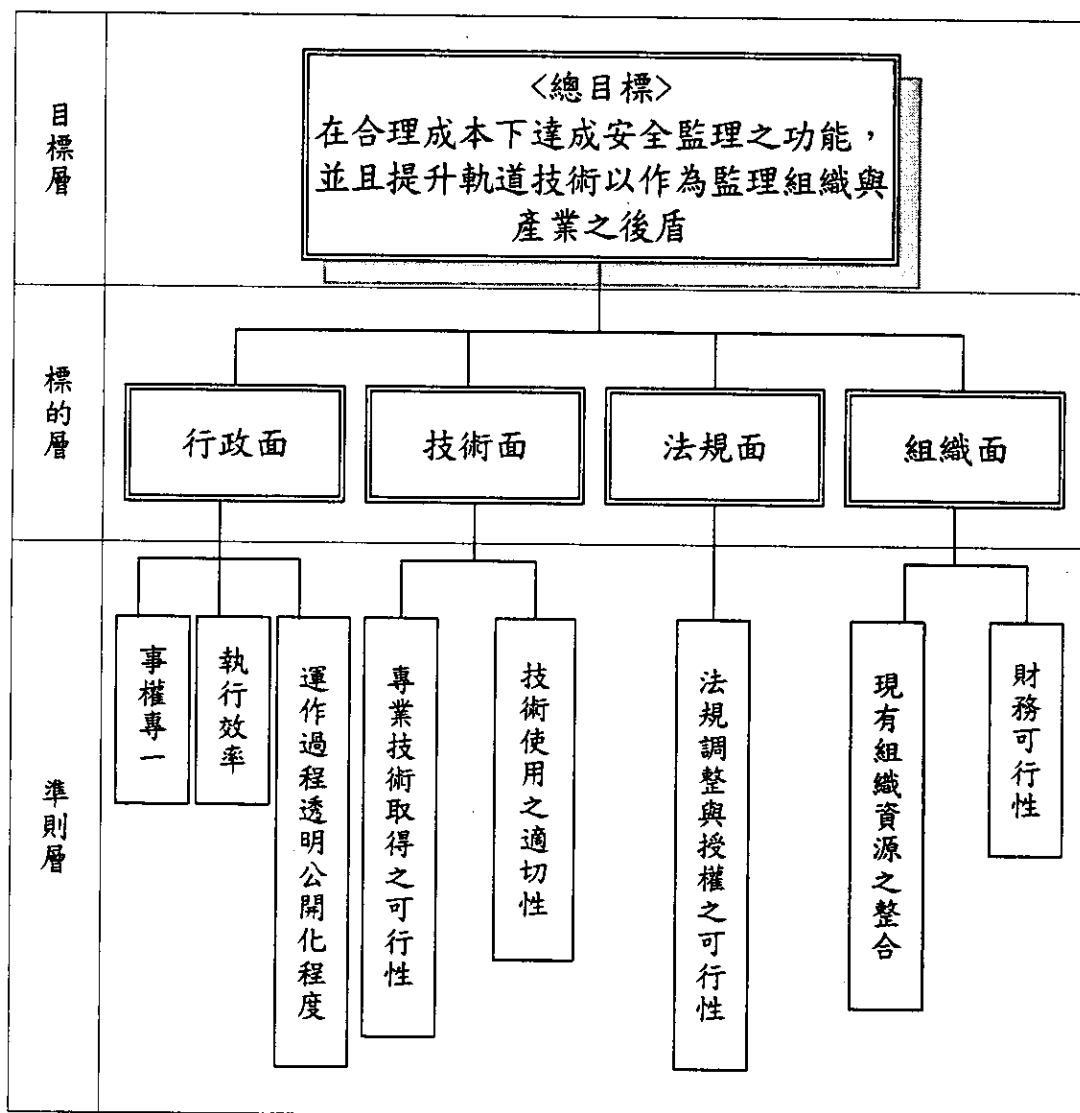 目標層
<總目標>
在合理成本下達成安全監理之功能，
並且提升軌道技術以作為監理組織與
產業之後盾
標的層
行政面
技術面
法規面
組織面
準則層
事權專一
執行效率
運作過程透明公開化程度
專業技術取得之可行性
技術使用之適切性
法規調整與授權之可行性
現有組織資源之整合
財務可行性